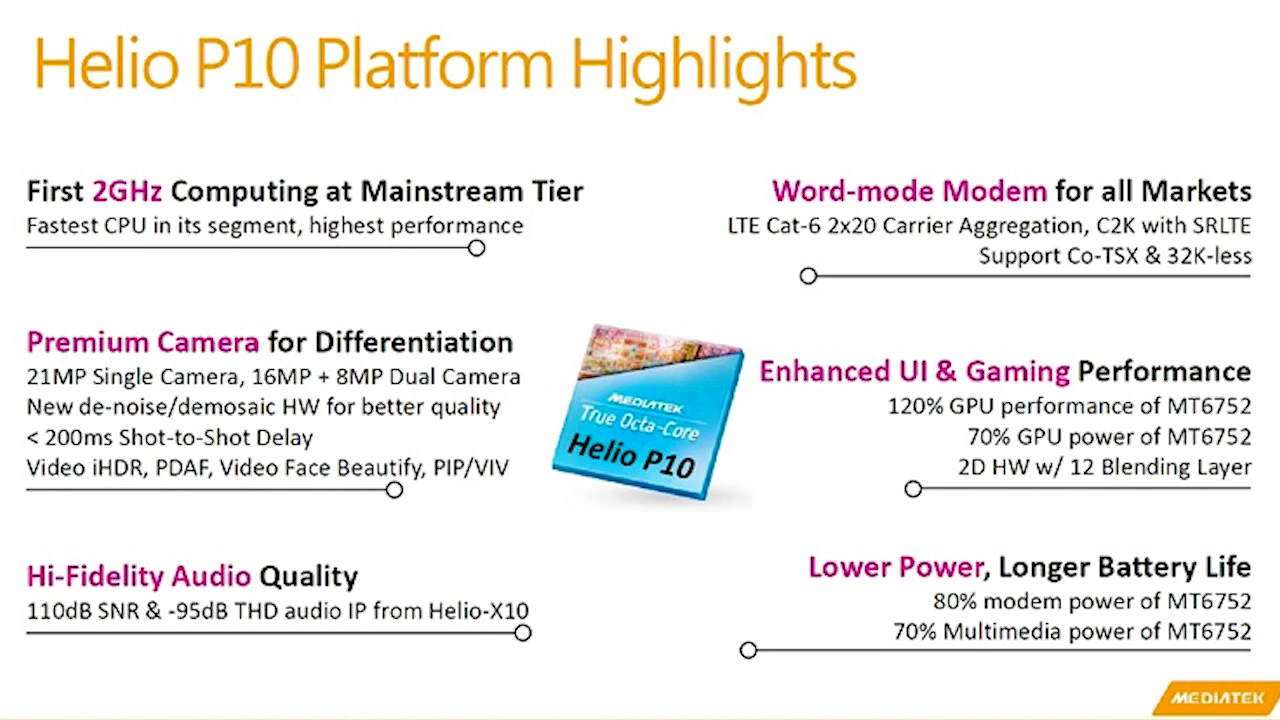 Helio P10 Platform Highlights
First 2GHz Computing at Mainstream Tier
Fastest CPU in its segment, highest performance
Premium Camera for Differentiation
21MP Single Camera, 16MP + 8MP Dual Camera
New de-noise/demosaic HW for better quality
< 200ms Shot-to-Shot Delay
Video iHDR, PDAF, Video Face Beautify, PIP/VIV
Hi-Fidelity Audio Quality
110dB SNR & -95dB THD audio IP from Helio-X10
MEDIATEK
True Octa-Core
Helio P10
Word-mode Modem for all Markets
LTE Cat-6 2x20 Carrier Aggregation, C2K with SRLTE
Support Co-TSX & 32K-less
Enhanced UI & Gaming Performance
120% GPU performance of MT6752
70% GPU power of MT6752
2D HW w/ 12 Blending Layer
Lower Power, Longer Battery Life
80% modem power of MT6752
70% Multimedia power of MT6752
MEDIATEK